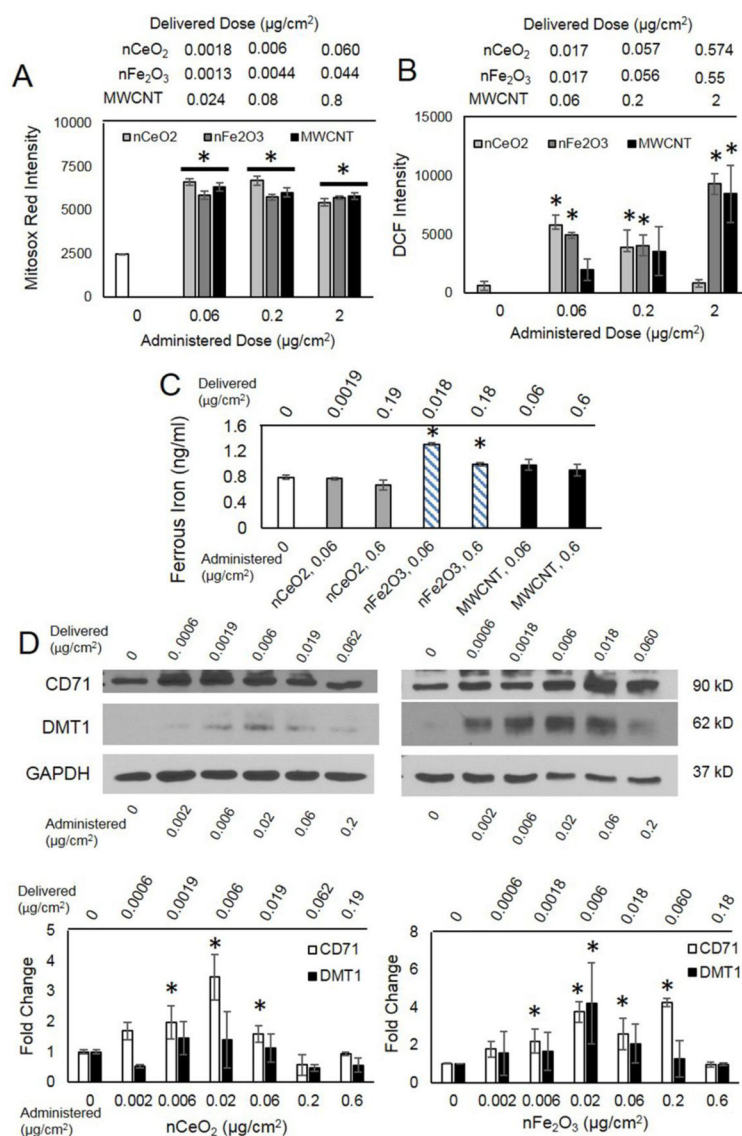 Delivered Dose (µg/cm²)
nCeO₂ 0.0018 0.006 0.060
nFe₂O₃ 0.0013 0.0044 0.044
MWCNT 0.024 0.08 0.8
A
10000
7500
5000
2500
0
Mitosox Red Intensity
nCeO2 nFe2O3 MWCNT
* * *
0 0.06 0.2 2
Administered Dose (µg/cm²)
Delivered Dose (µg/cm²)
nCeO₂ 0.017 0.057 0.574
nFe₂O₃ 0.017 0.056 0.55
MWCNT 0.06 0.2 2
B
15000
10000
5000
0
DCF Intensity
nCeO2 nFe2O3 MWCNT
* * * * * *
0 0.06 0.2 2
Administered Dose (µg/cm²)
C
Delivered
(µg/cm²)
0 0.0019 0.19 0.018 0.18 0.06 0.6
1.6
1.2
0.8
0.4
0
Ferrous Iron (ng/ml)
* *
Administered
(µg/cm²)
0 nCeO2, 0.06 nCeO2, 0.6 nFe2O3, 0.06 nFe2O3, 0.6 MWCNT, 0.06 MWCNT, 0.6
D
Delivered
(µg/cm²)
0 0.0006 0.0019 0.006 0.019 0.062
0 0.0006 0.0018 0.006 0.018 0.060
CD71 90 kD
DMT1 62 kD
GAPDH 37 kD
Administered
(µg/cm²)
0 0.002 0.006 0.02 0.06 0.2
0 0.002 0.006 0.02 0.06 0.2
Delivered
(µg/cm²)
0 0.0006 0.0019 0.006 0.019 0.062 0.19
5
4
3
2
1
0
Fold Change
CD71
DMT1
* * *
0 0.002 0.006 0.02 0.06 0.2 0.6
Administered
(µg/cm²)
nCeO₂ (µg/cm²)
0 0.0006 0.0018 0.006 0.018 0.060 0.18
8
6
4
2
0
Fold Change
CD71
DMT1
* * * * *
0 0.002 0.006 0.02 0.06 0.2 0.6
nFe₂O₃ (µg/cm²)